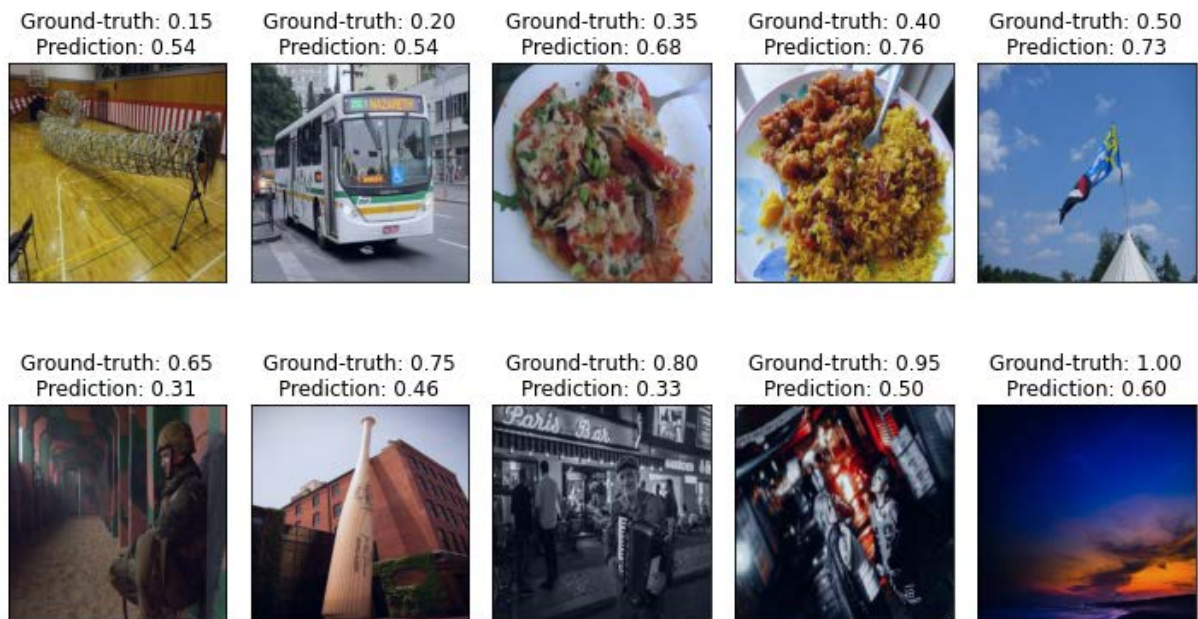 Ground-truth: 0.15
Prediction: 0.54
Ground-truth: 0.20
Prediction: 0.54
Ground-truth: 0.35
Prediction: 0.68
Ground-truth: 0.40
Prediction: 0.76
Ground-truth: 0.50
Prediction: 0.73
NAZARETH
Ground-truth: 0.65
Prediction: 0.31
Ground-truth: 0.75
Prediction: 0.46
Ground-truth: 0.80
Prediction: 0.33
Ground-truth: 0.95
Prediction: 0.50
Ground-truth: 1.00
Prediction: 0.60
Paris Bar